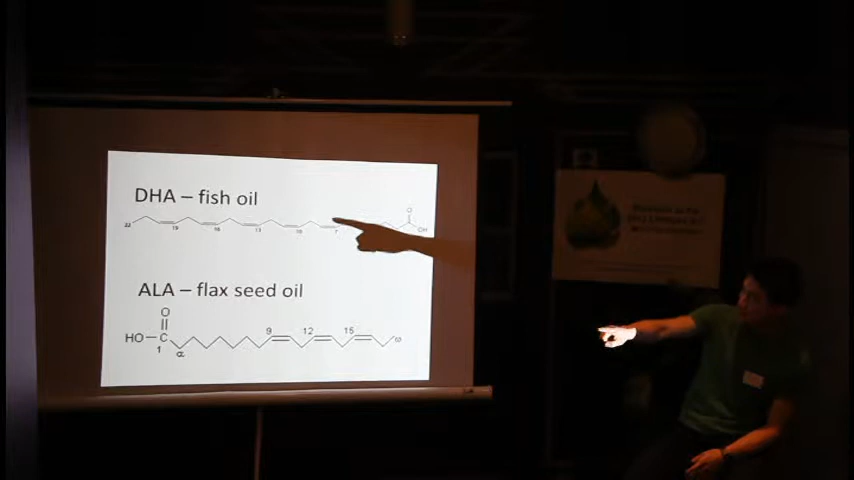 DHA – fish oil
O
OH
22 19 16 13 10 7
ALA – flax seed oil
O
HO – C
1
α
9 12 15
ω